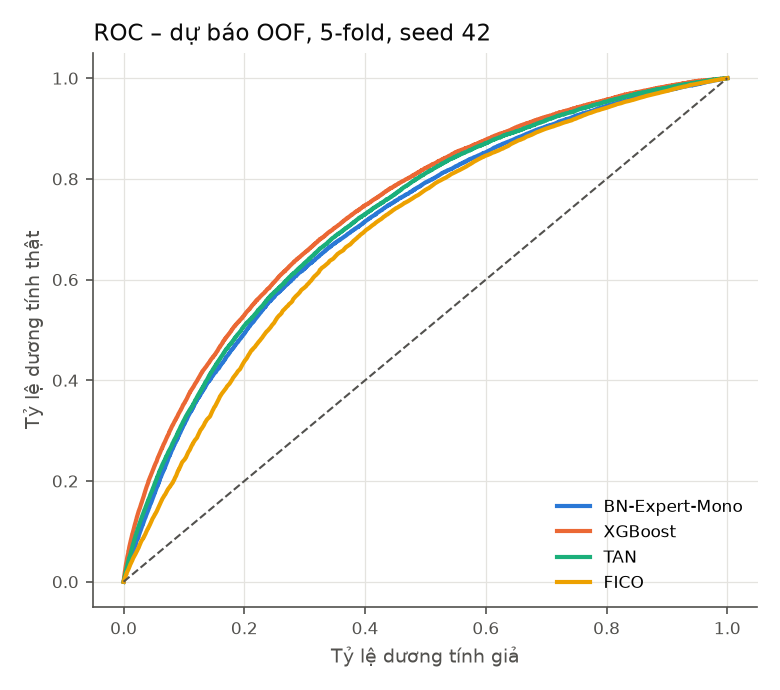 ROC – dự báo OOF, 5-fold, seed 42
Tỷ lệ dương tính thật
1.0
0.8
0.6
0.4
0.2
0.0
BN-Expert-Mono
XGBoost
TAN
FICO
0.0 0.2 0.4 0.6 0.8 1.0
Tỷ lệ dương tính giả